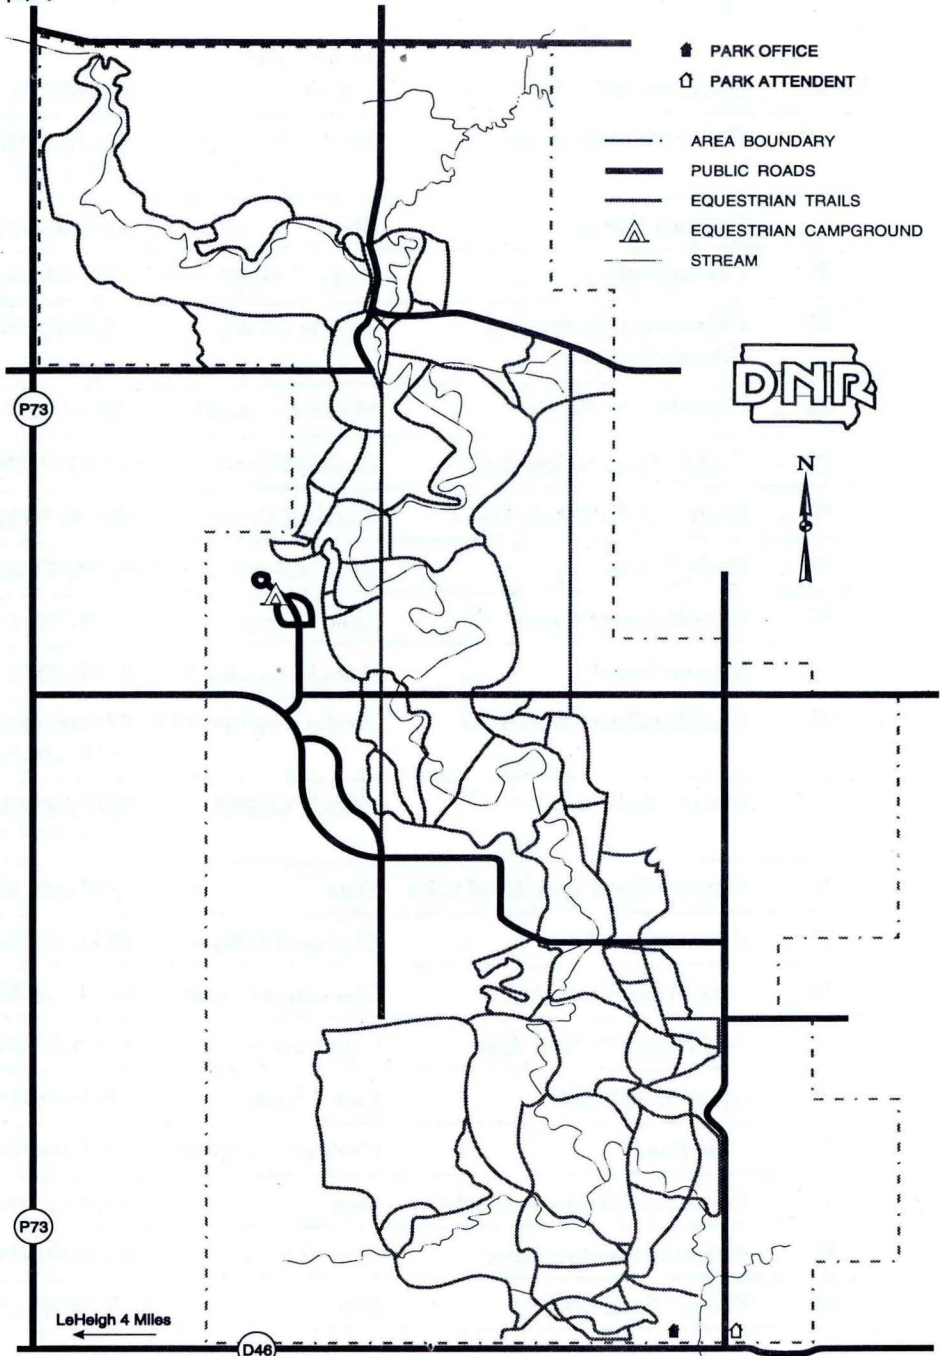 PARK OFFICE
PARK ATTENDENT
AREA BOUNDARY
PUBLIC ROADS
EQUESTRIAN TRAILS
EQUESTRIAN CAMPGROUND
STREAM
DNR
P73
N
P73
LeHeigh 4 Miles
D46